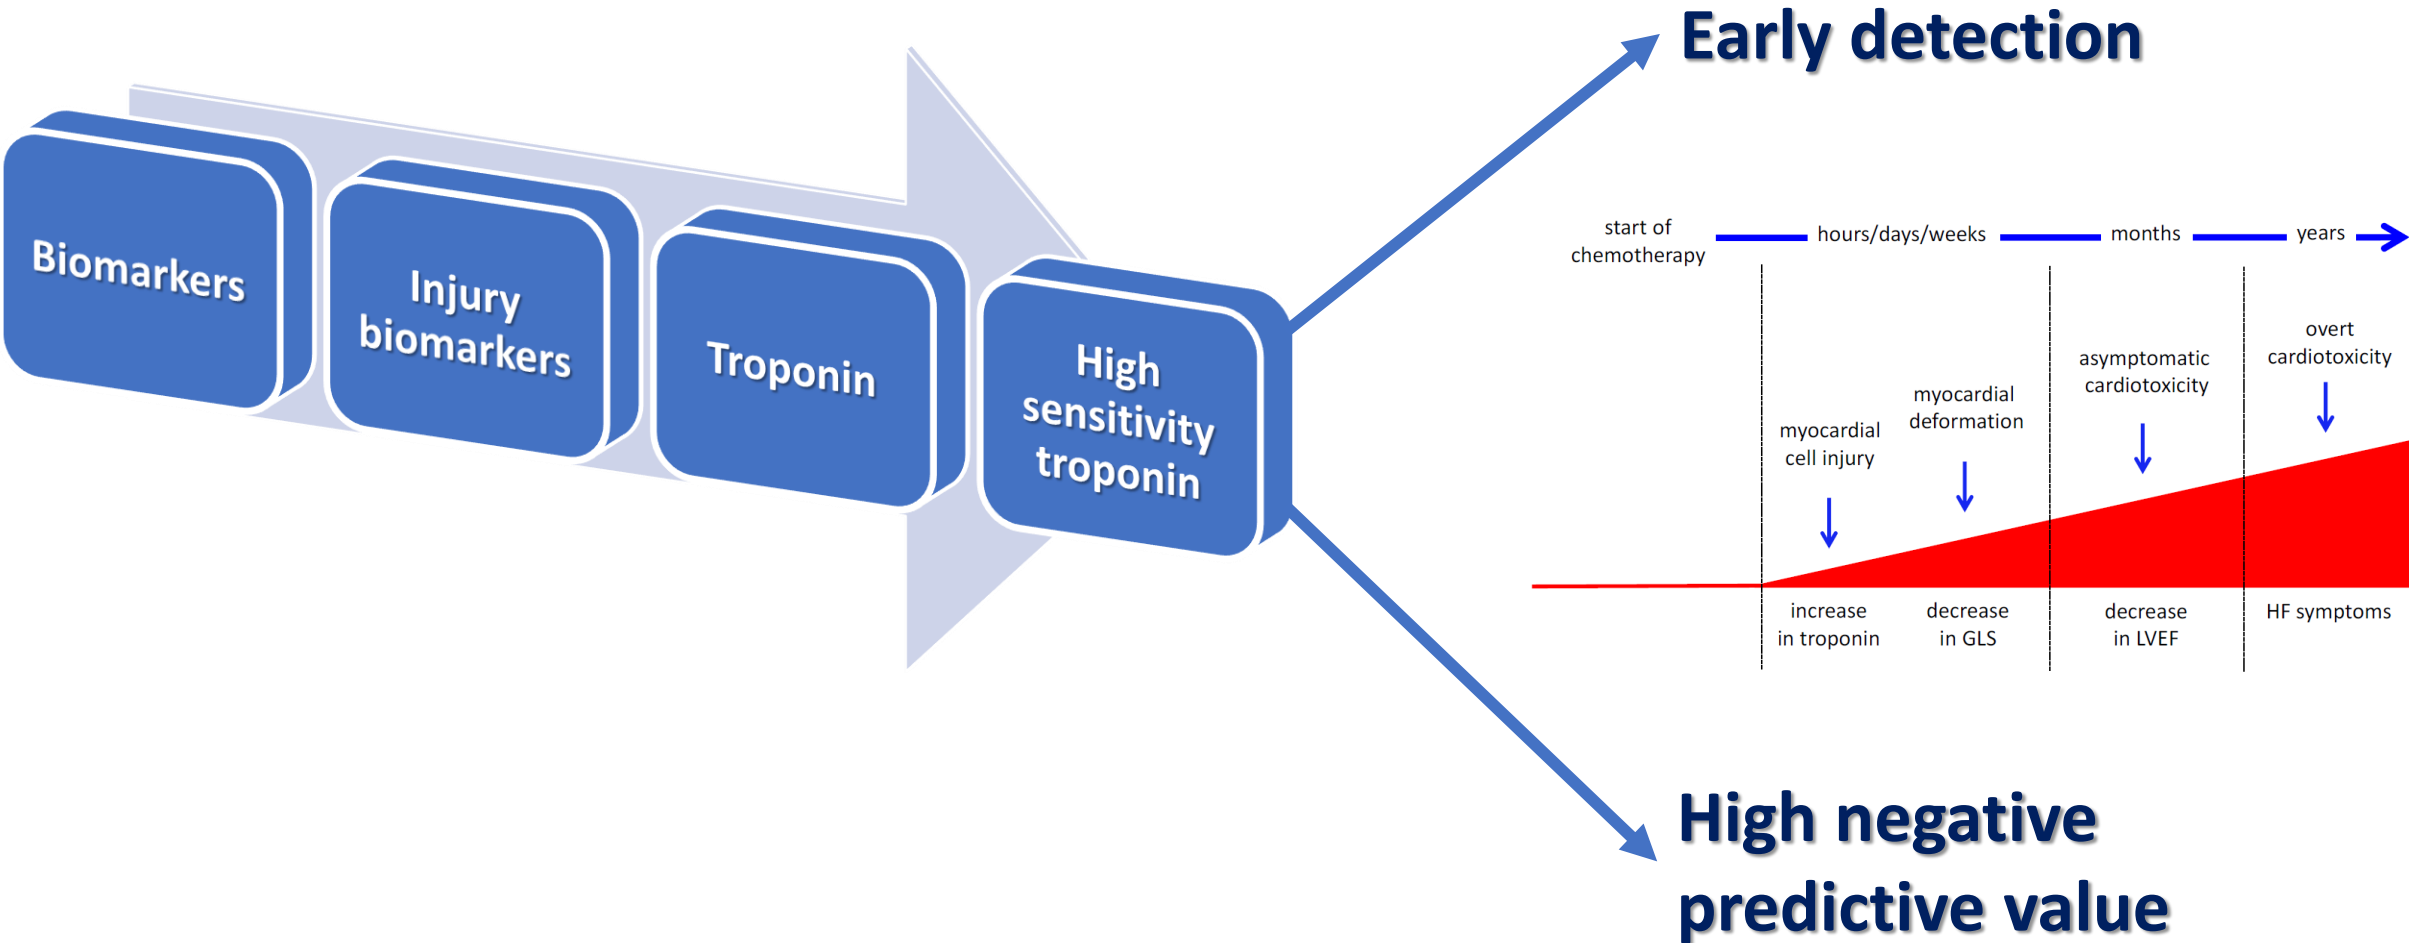 Biomarkers
Injury
biomarkers
Troponin
High
sensitivity
troponin
Early detection
start of
chemotherapy
hours/days/weeks
months
years
myocardial
cell injury
myocardial
deformation
asymptomatic
cardiotoxicity
overt
cardiotoxicity
increase
in troponin
decrease
in GLS
decrease
in LVEF
HF symptoms
High negative
predictive value